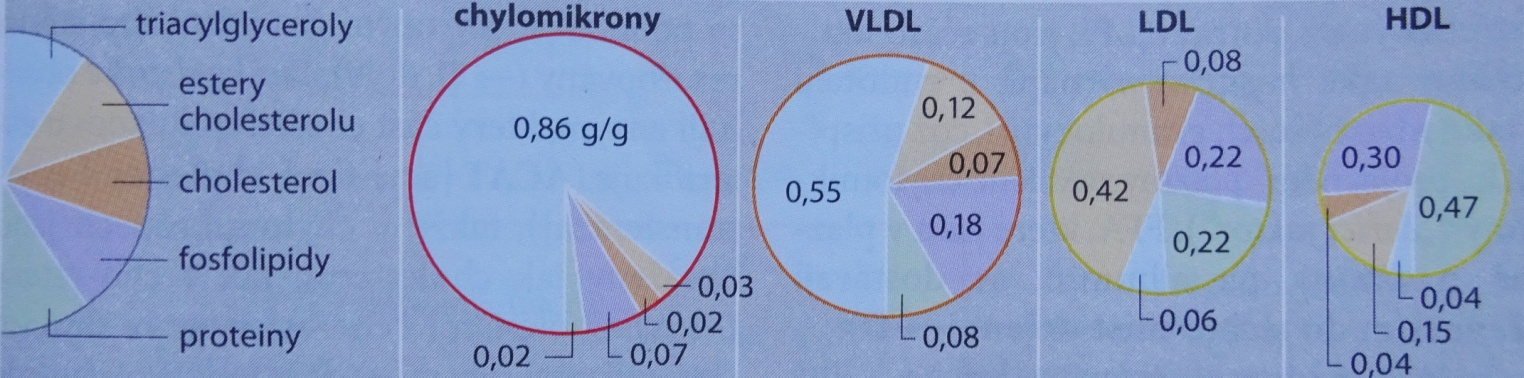 triacylglyceroly
estery
cholesterolu
cholesterol
fosfolipidy
proteiny
chylomikrony
0,86 g/g
0,03
0,02
0,07
0,02
VLDL
0,12
0,07
0,55
0,18
0,08
LDL
0,08
0,22
0,42
0,22
0,06
HDL
0,30
0,47
0,04
0,15
0,04